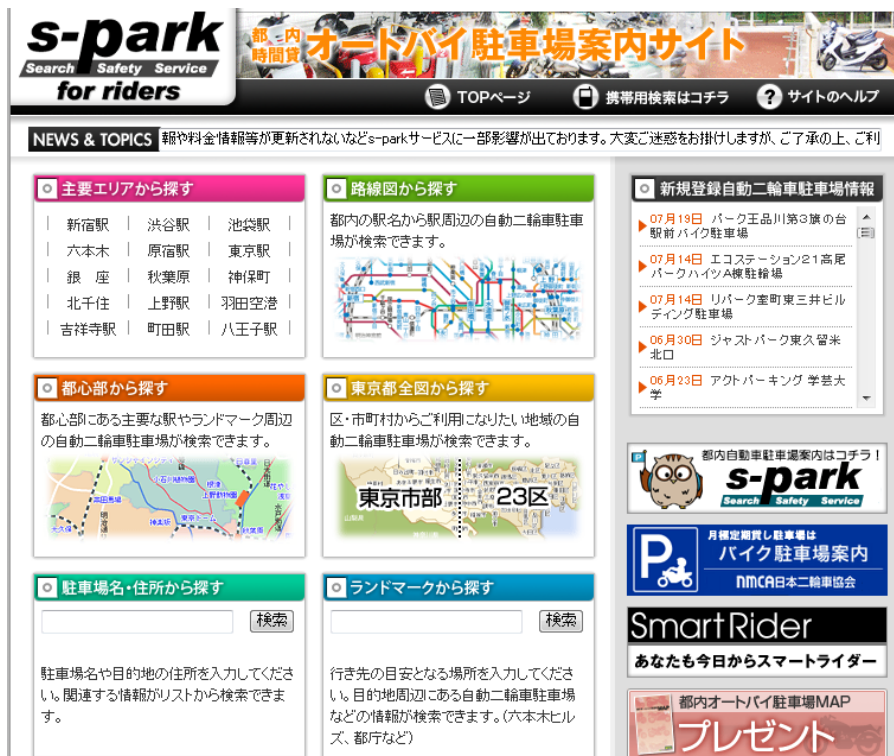 s-park
Search Safety Service
for riders
都内
時間貸
オートバイ駐車場案内サイト
TOPページ
携帯用検索はコチラ
サイトのヘルプ
NEWS & TOPICS
報や料金情報等が更新されないなどs-parkサービスに一部影響が出ております。大変ご迷惑をお掛けしますが、ご了承の上、ご利
主要エリアから探す
新宿駅 渋谷駅 池袋駅
六本木 原宿駅 東京駅
銀 座 秋葉原 神保町
北千住 上野駅 羽田空港
吉祥寺駅 町田駅 八王子駅
路線図から探す
都内の駅名から駅周辺の自動二輪車駐車
場が検索できます。
都心部から探す
都心部にある主要な駅やランドマーク周辺
の自動二輪車駐車場が検索できます。
小石川植物園
根津
上野動物園
高田馬場
神楽坂
東京ドーム
大久保
秋葉原
東京都全図から探す
区・市町村からご利用になりたい地域の自
動二輪車駐車場が検索できます。
東京市部
23区
駐車場名・住所から探す
検索
駐車場名や目的地の住所を入力してくださ
い。関連する情報がリストから検索できま
す。
ランドマークから探す
検索
行き先の目安となる場所を入力してくださ
い。目的地周辺にある自動二輪車駐車場
などの情報が検索できます。(六本木ヒル
ズ、都庁など)
新規登録自動二輪車駐車場情報
07月19日 パーク王品川第3旗の台
駅前バイク駐車場
07月14日 エコステーション21高尾
パークハイツA棟駐輪場
07月14日 リパーク室町東三井ビル
ディング駐車場
06月30日 ジャストパーク東久留米
北口
06月23日 アクトパーキング 学芸大
学
P
都内自動車駐車場案内はコチラ!
s-park
Search Safety Service
P
月極定期貸し駐車場は
バイク駐車場案内
NMCA日本二輪車協会
SmartRider
あなたも今日からスマートライダー
都内オートバイ駐車場MAP
プレゼント